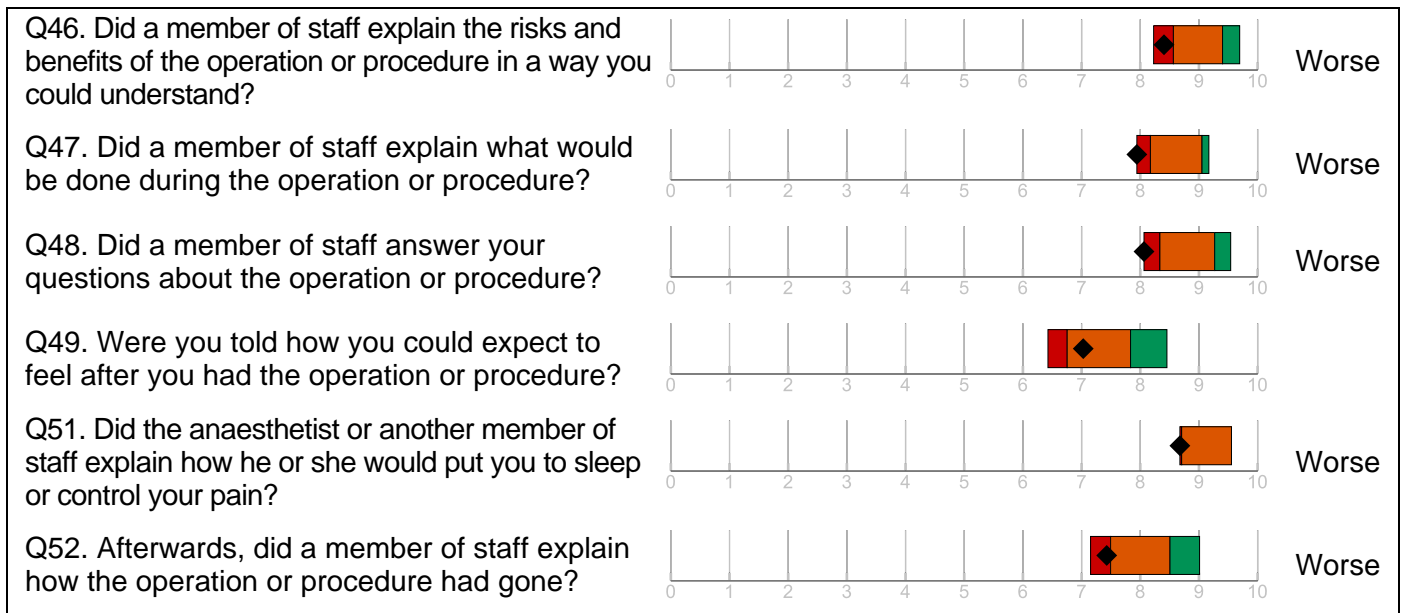 Q46. Did a member of staff explain the risks and
benefits of the operation or procedure in a way you
could understand?
0 1 2 3 4 5 6 7 8 9 10
Worse
Q47. Did a member of staff explain what would
be done during the operation or procedure?
0 1 2 3 4 5 6 7 8 9 10
Worse
Q48. Did a member of staff answer your
questions about the operation or procedure?
0 1 2 3 4 5 6 7 8 9 10
Worse
Q49. Were you told how you could expect to
feel after you had the operation or procedure?
0 1 2 3 4 5 6 7 8 9 10
Q51. Did the anaesthetist or another member of
staff explain how he or she would put you to sleep
or control your pain?
0 1 2 3 4 5 6 7 8 9 10
Worse
Q52. Afterwards, did a member of staff explain
how the operation or procedure had gone?
0 1 2 3 4 5 6 7 8 9 10
Worse